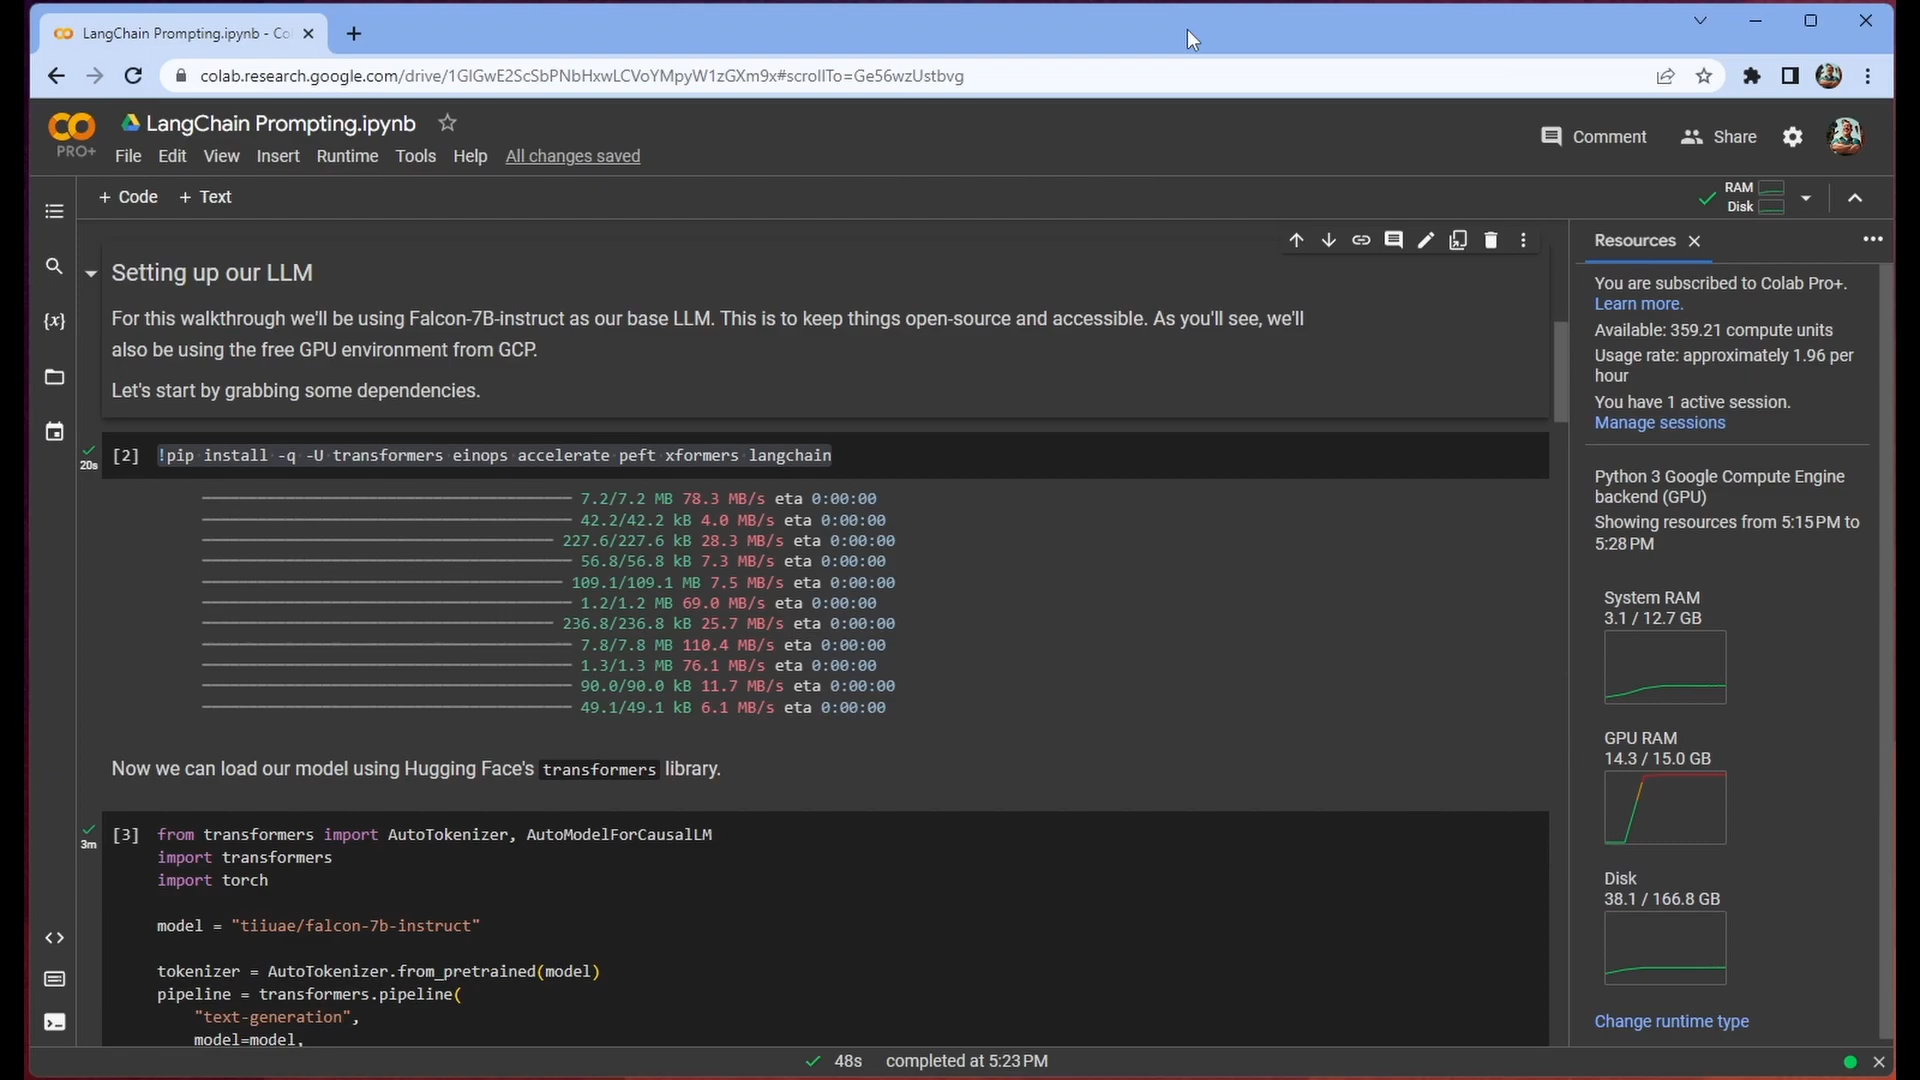 LangChain Prompting.ipynb - Co
colab.research.google.com/drive/1GlGwE2ScSbPNbHxwLCVoYMpyW1zGXm9x#scrollTo=Ge56wzUstbvg
PRO+
LangChain Prompting.ipynb
File Edit View Insert Runtime Tools Help All changes saved
Comment Share
+ Code + Text
RAM
Disk
Setting up our LLM
For this walkthrough we'll be using Falcon-7B-instruct as our base LLM. This is to keep things open-source and accessible. As you'll see, we'll
also be using the free GPU environment from GCP.
Let's start by grabbing some dependencies.
20s
[2] !pip install -q -U transformers einops accelerate peft xformers langchain
7.2/7.2 MB 78.3 MB/s eta 0:00:00
42.2/42.2 kB 4.0 MB/s eta 0:00:00
227.6/227.6 kB 28.3 MB/s eta 0:00:00
56.8/56.8 kB 7.3 MB/s eta 0:00:00
109.1/109.1 MB 7.5 MB/s eta 0:00:00
1.2/1.2 MB 69.0 MB/s eta 0:00:00
236.8/236.8 kB 25.7 MB/s eta 0:00:00
7.8/7.8 MB 110.4 MB/s eta 0:00:00
1.3/1.3 MB 76.1 MB/s eta 0:00:00
90.0/90.0 kB 11.7 MB/s eta 0:00:00
49.1/49.1 kB 6.1 MB/s eta 0:00:00
Now we can load our model using Hugging Face's transformers library.
3m
[3] from transformers import AutoTokenizer, AutoModelForCausalLM
import transformers
import torch
model = "tiiuae/falcon-7b-instruct"
tokenizer = AutoTokenizer.from_pretrained(model)
pipeline = transformers.pipeline(
"text-generation",
model=model,
Resources
You are subscribed to Colab Pro+.
Learn more.
Available: 359.21 compute units
Usage rate: approximately 1.96 per
hour
You have 1 active session.
Manage sessions
Python 3 Google Compute Engine
backend (GPU)
Showing resources from 5:15 PM to
5:28 PM
System RAM
3.1 / 12.7 GB
GPU RAM
14.3 / 15.0 GB
Disk
38.1 / 166.8 GB
Change runtime type
48s completed at 5:23 PM